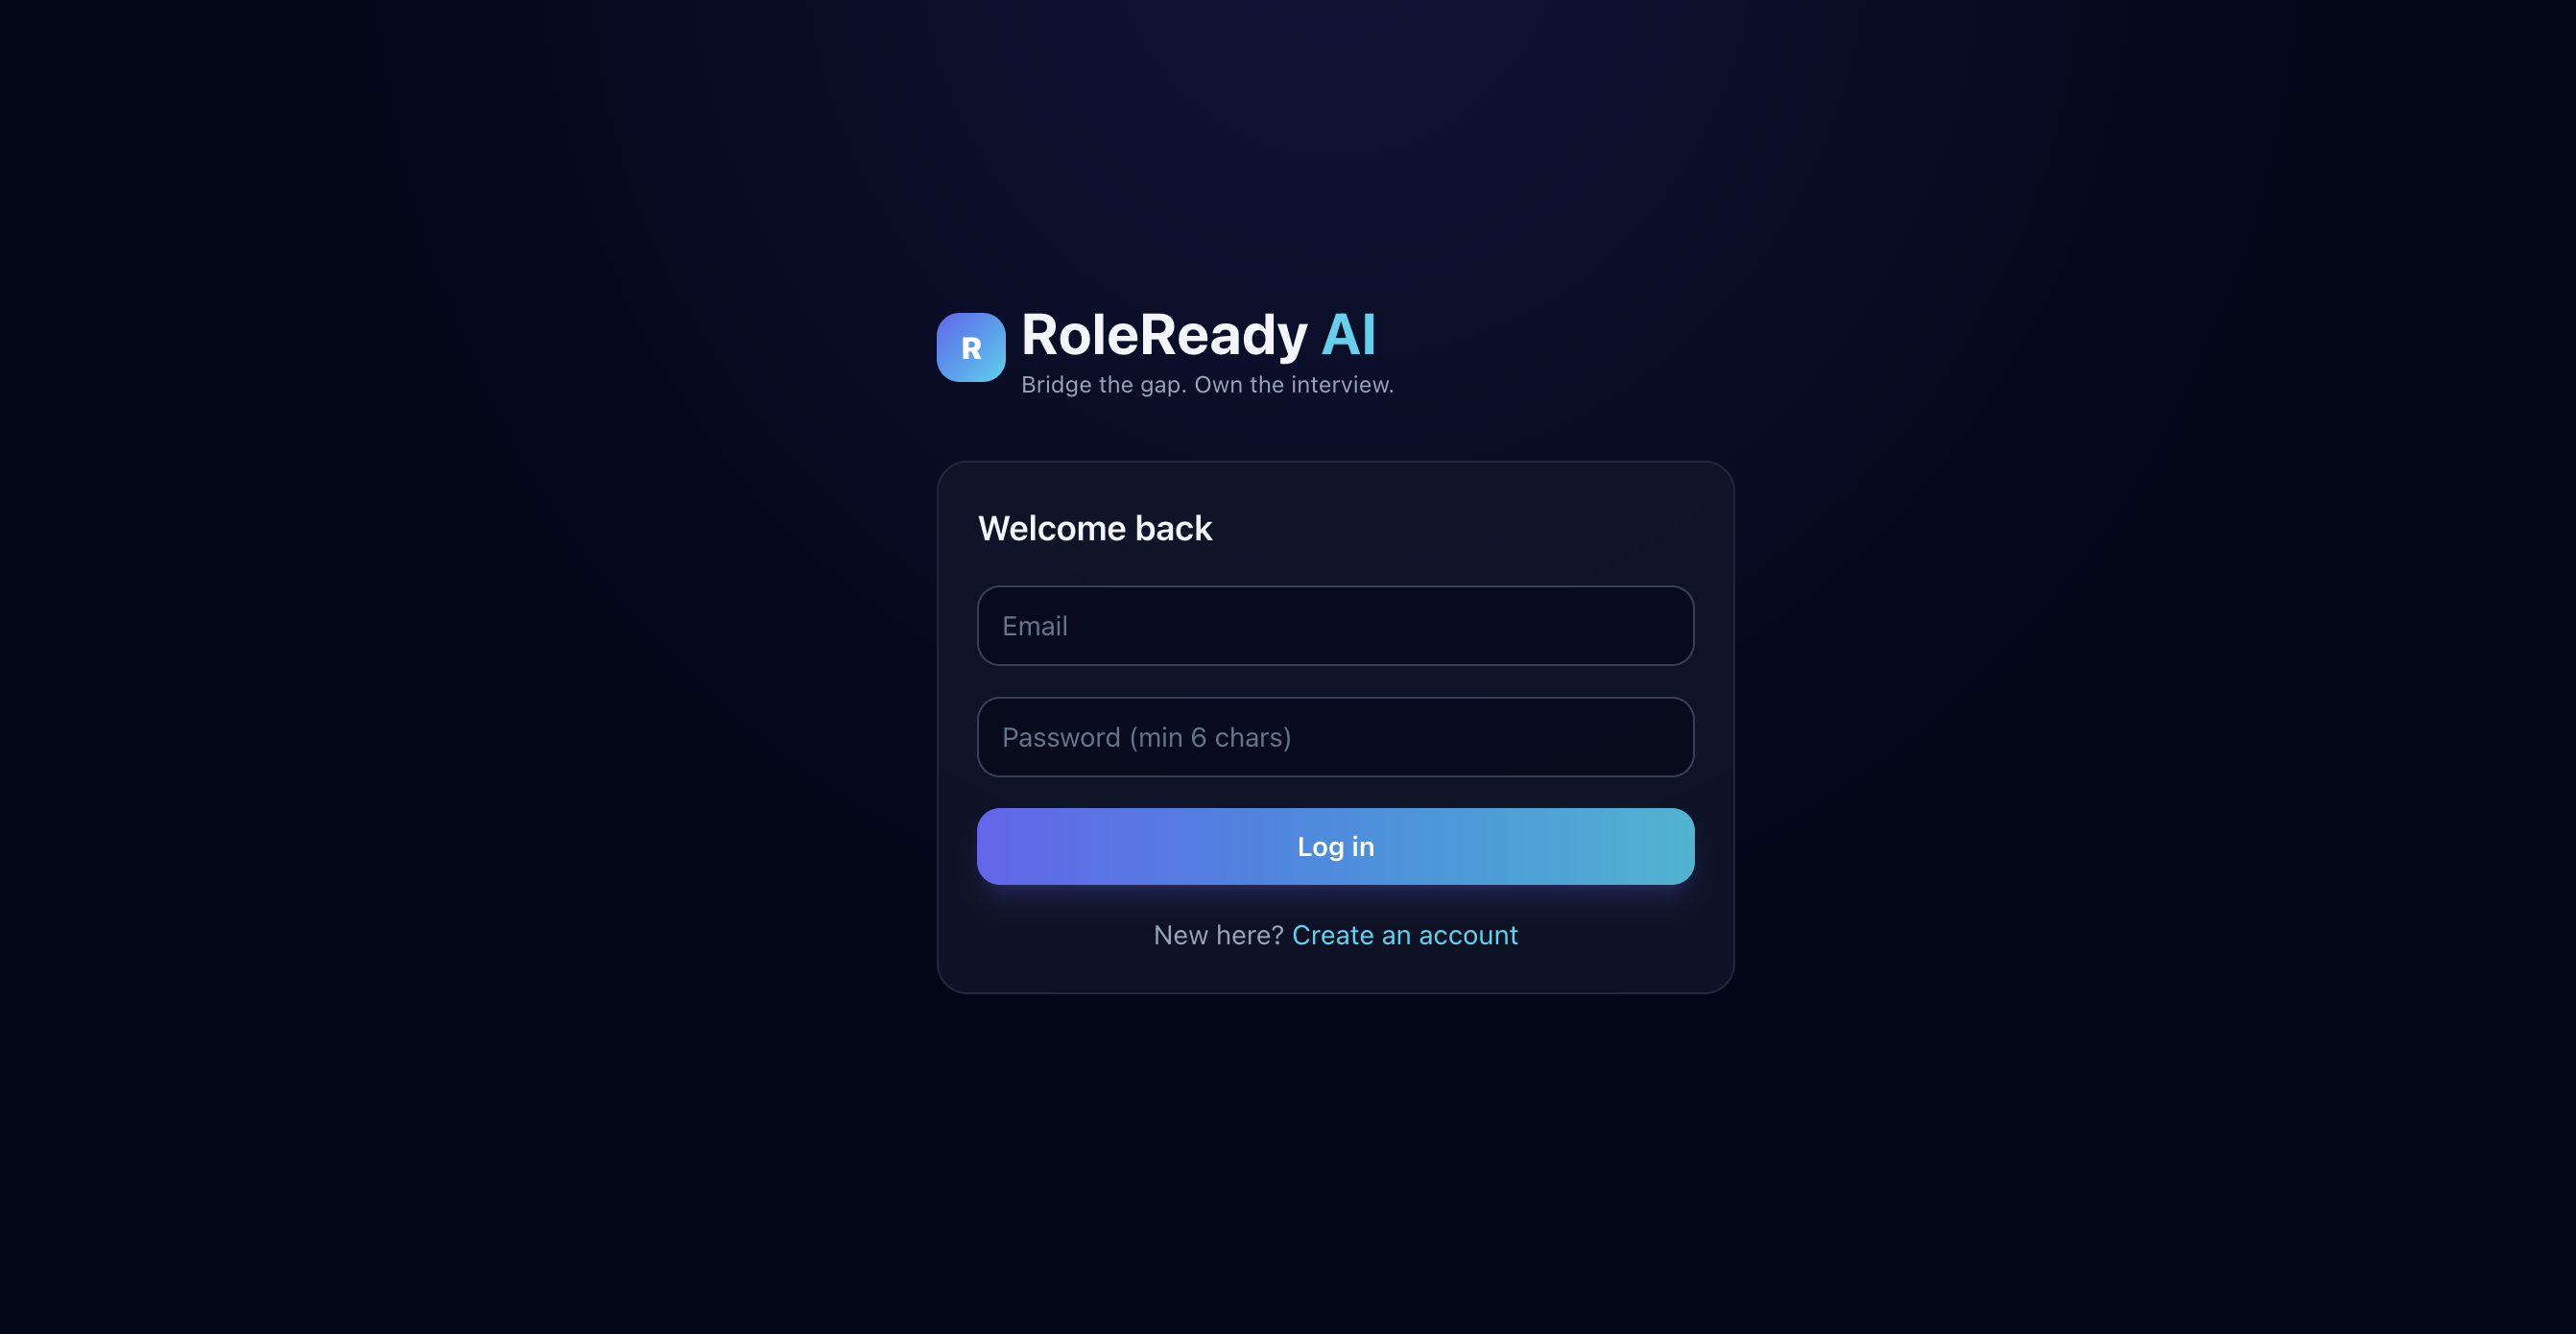 R
RoleReady AI
Bridge the gap. Own the interview.
Welcome back
Email
Password (min 6 chars)
Log in
New here? Create an account